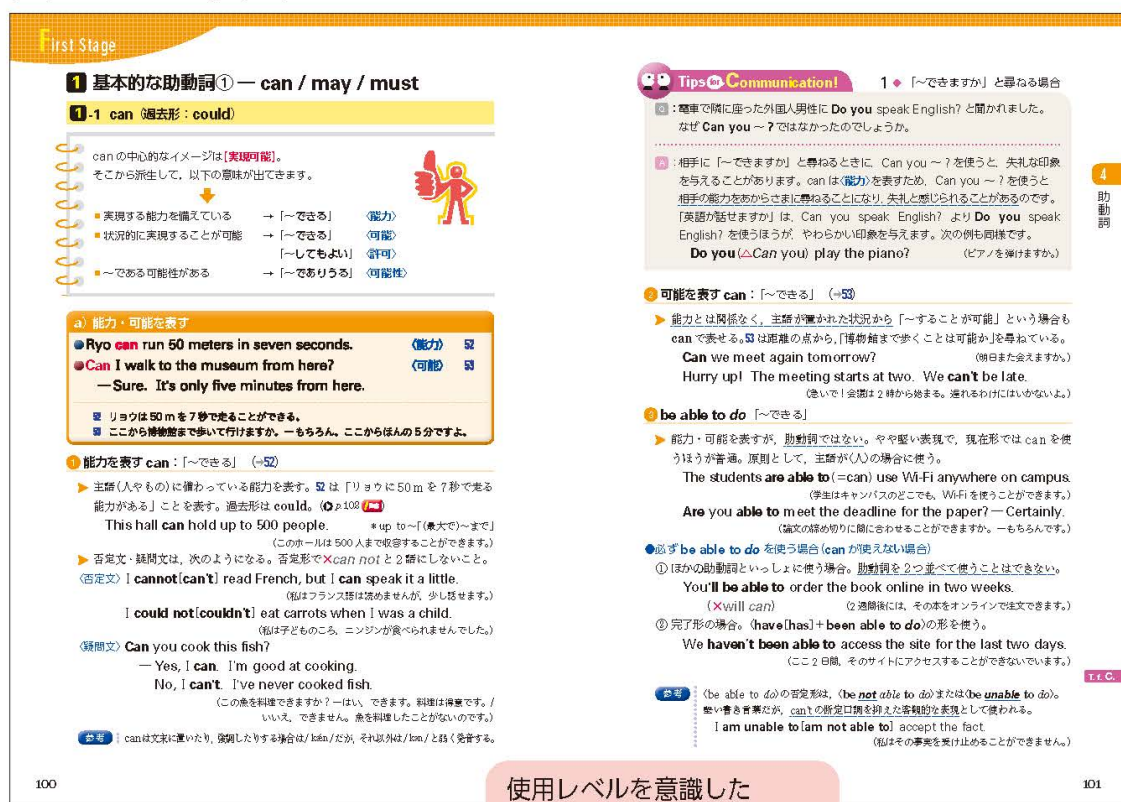 First Stage
1 基本的な助動詞① — can / may / must
1-1 can (過去形：could)
canの中心的なイメージは[実現可能]。
そこから派生して，以下の意味が出てきます。
■ 実現する能力を備えている → 「～できる」 〈能力〉
■ 状況的に実現することが可能 → 「～できる」 〈可能〉
「～してもよい」 〈許可〉
■ ～である可能性がある → 「～でありうる」 〈可能性〉
a) 能力・可能を表す
●Ryo can run 50 meters in seven seconds. 〈能力〉 52
●Can I walk to the museum from here? 〈可能〉 53
— Sure. It's only five minutes from here.
52 リョウは50mを7秒で走ることができる。
53 ここから博物館まで歩いて行けますか。—もちろん。ここからほんの5分ですよ。
1 能力を表す can：「～できる」 (→52)
➤ 主語(人やもの)に備わっている能力を表す。52は「リョウに50mを7秒で走る
能力がある」ことを表す。過去形は could。(p.102)
This hall can hold up to 500 people. *up to～「(最大で)～まで」
(このホールは500人まで収容することができます。)
➤ 否定文・疑問文は，次のようになる。否定形で×can not と2語にしないこと。
〈否定文〉 I cannot[can't] read French, but I can speak it a little.
(私はフランス語は読めませんが，少し話せます。)
I could not[couldn't] eat carrots when I was a child.
(私は子どものころ，ニンジンが食べられませんでした。)
〈疑問文〉 Can you cook this fish?
— Yes, I can. I'm good at cooking.
No, I can't. I've never cooked fish.
(この魚を料理できますか？—はい，できます。料理は得意です。/
いいえ，できません。魚を料理したことがないのです。)
参考 canは文末に置いたり，強調したりする場合は/kǽn/だが，それ以外は/kən/と弱く発音する。
100
Tips for Communication! 1◆ 「～できますか」と尋ねる場合
Q：電車で隣に座った外国人男性に Do you speak English? と聞かれました。
なぜ Can you ～? ではなかったのでしょうか。
A：相手に「～できますか」と尋ねるときに，Can you ～? を使うと，失礼な印象
を与えることがあります。can は〈能力〉を表すため，Can you ～? を使うと
相手の能力をあからさまに尋ねることになり，失礼と感じられることがあるのです。
「英語が話せますか」は，Can you speak English? より Do you speak
English? を使うほうが，やわらかい印象を与えます。次の例も同様です。
Do you(△Can you) play the piano? (ピアノを弾けますか。)
2 可能を表す can：「～できる」 (→53)
➤ 能力とは関係なく，主語が置かれた状況から「～することが可能」という場合も
canで表せる。53は距離の点から，「博物館まで歩くことは可能か」を尋ねている。
Can we meet again tomorrow? (明日また会えますか。)
Hurry up! The meeting starts at two. We can't be late.
(急いで！会議は2時から始まる。遅れるわけにはいかないよ。)
3 be able to do 「～できる」
➤ 能力・可能を表すが，助動詞ではない。やや堅い表現で，現在形では can を使
うほうが普通。原則として，主語が〈人〉の場合に使う。
The students are able to(=can) use Wi-Fi anywhere on campus.
(学生はキャンパスのどこでも，Wi-Fiを使うことができます。)
Are you able to meet the deadline for the paper? — Certainly.
(論文の締め切りに間に合わせることができますか。—もちろんです。)
●必ず be able to do を使う場合(can が使えない場合)
① ほかの助動詞といっしょに使う場合。助動詞を2つ並べて使うことはできない。
You'll be able to order the book online in two weeks.
(×will can) (2週間後には，その本をオンラインで注文できます。)
② 完了形の場合。〈have[has]+been able to do〉の形を使う。
We haven't been able to access the site for the last two days.
(ここ2日間，そのサイトにアクセスすることができないでいます。)
参考 〈be able to do〉の否定形は，〈be not able to do〉または〈be unable to do〉。
堅い書き言葉だが，can'tの断定口調を抑えた客観的な表現として使われる。
I am unable to[am not able to] accept the fact.
(私はその事実を受け止めることができません。)
4
助動詞
T.f.C.
101
使用レベルを意識した